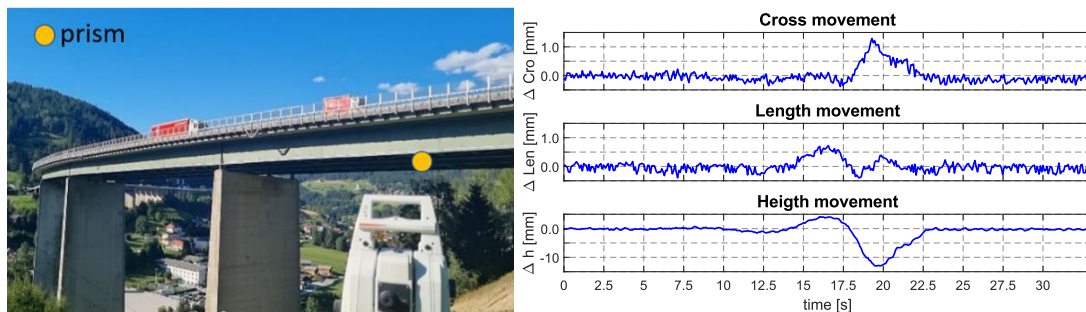 prism
Cross movement
Δ Cro [mm]
1.0
0.0
Length movement
Δ Len [mm]
1.0
0.0
Heigth movement
Δ h [mm]
0.0
-10
0 2.5 5 7.5 10 12.5 15 17.5 20 22.5 25 27.5 30
time [s]